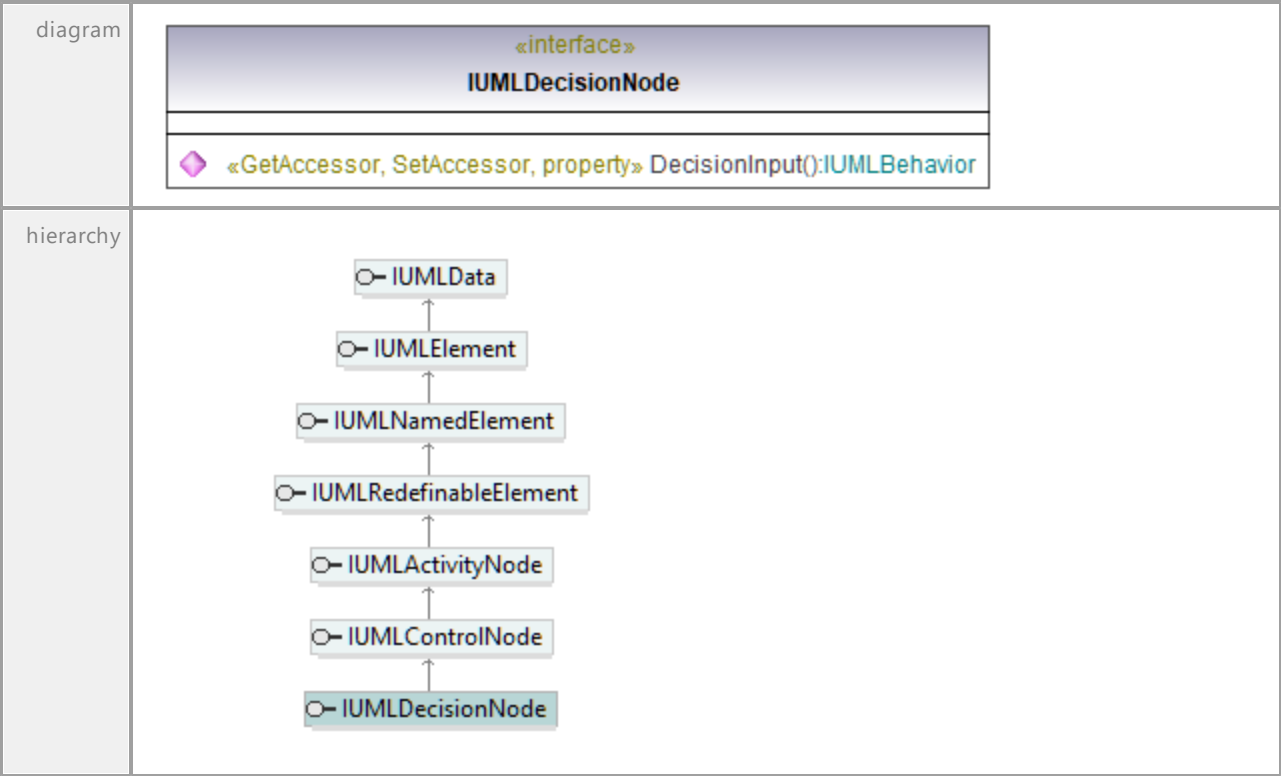 diagram
«interface»
IUMLDecisionNode
«GetAccessor, SetAccessor, property» DecisionInput():IUMLBehavior
hierarchy
IUMLData
IUMLElement
IUMLNamedElement
IUMLRedefinableElement
IUMLActivityNode
IUMLControlNode
IUMLDecisionNode